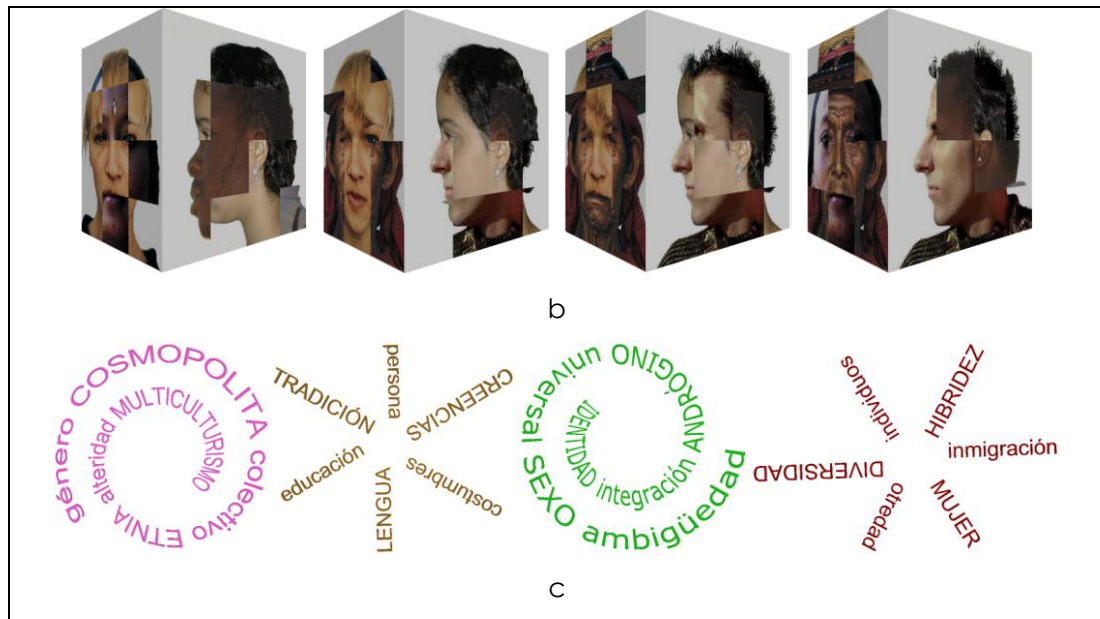 b
género COSMOPOLITA colectivo ETNIA alteridad MULTICULTURISMO
TRADICIÓN
persona
CREENCIAS
costumbres
LENGUA
educación
IDENTIDAD integración ANDRÓGINO universal SEXO ambigüedad
individuos
HIBRIDEZ
inmigración
MUJER
otredad
DIVERSIDAD
c